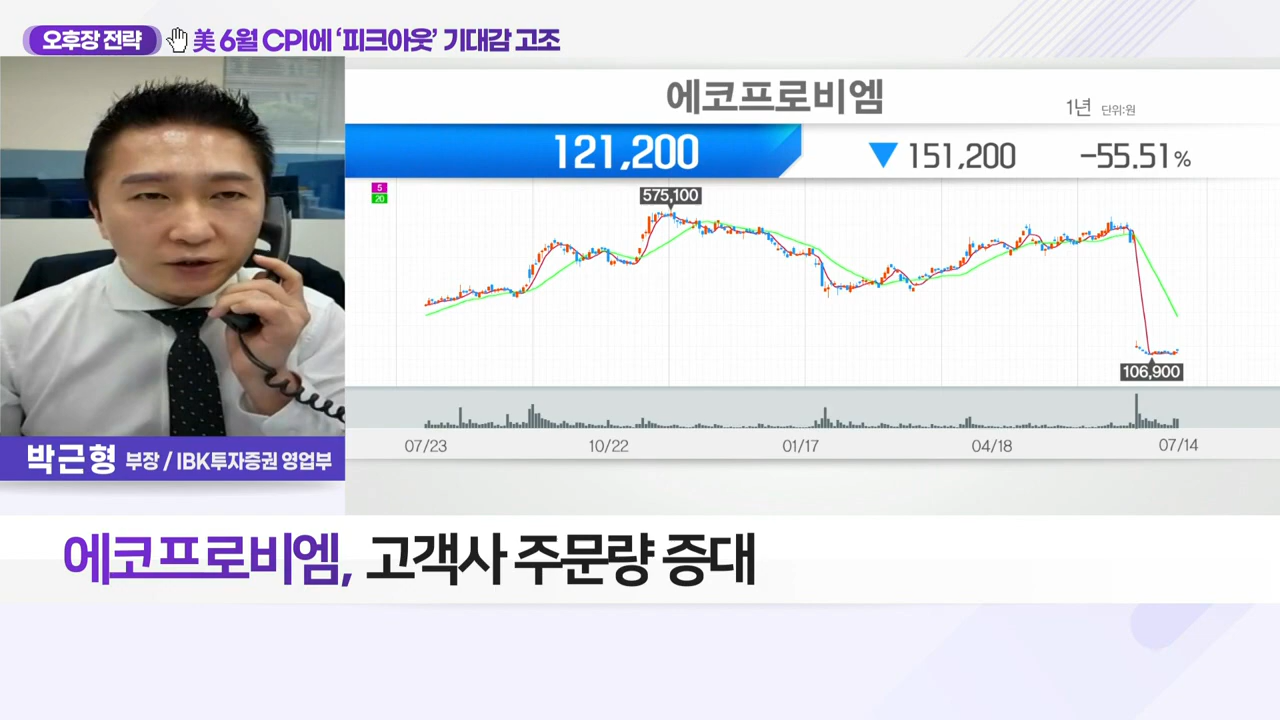 오후장 전략 美 6월 CPI에 ‘피크아웃’ 기대감 고조
에코프로비엠
1년 단위:원
121,200 ▼ 151,200 -55.51%
5
20
575,100
106,900
07/23 10/22 01/17 04/18 07/14
박근형 부장 / IBK투자증권 영업부
에코프로비엠, 고객사 주문량 증대